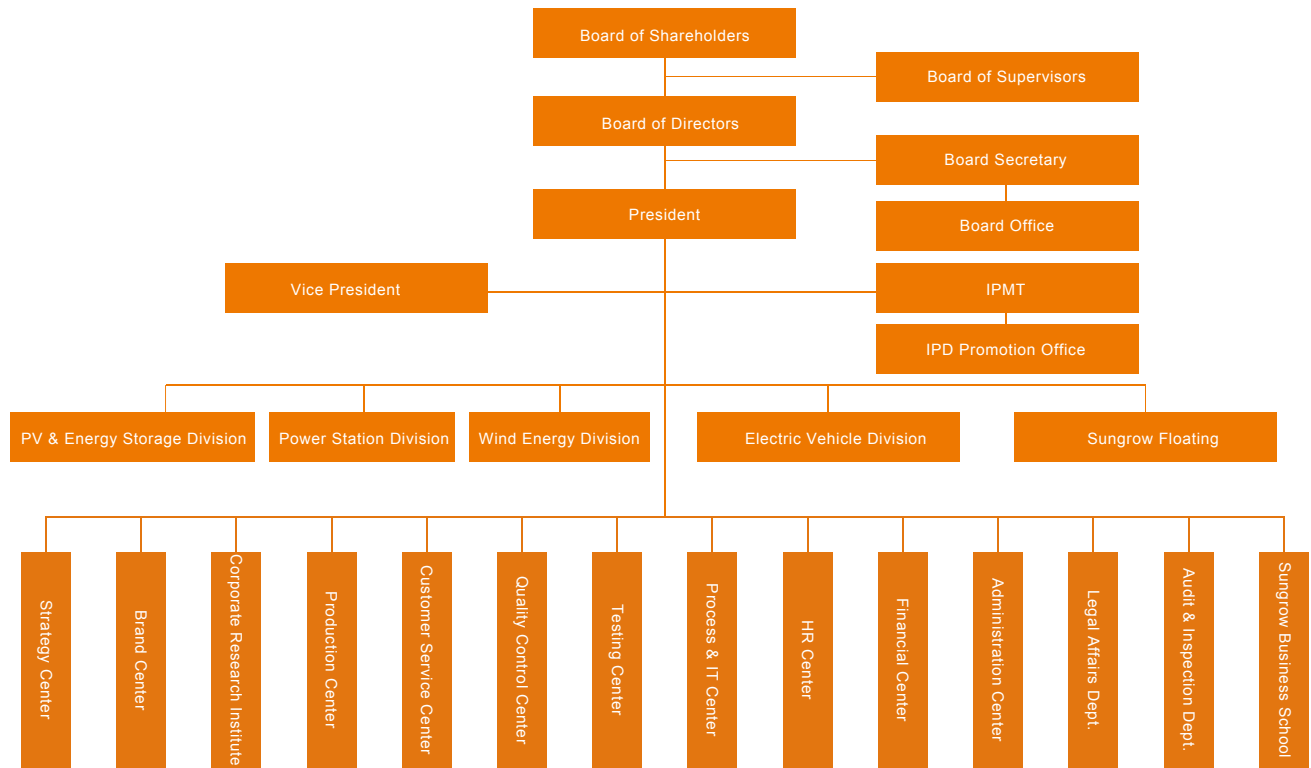 Board of Shareholders
Board of Supervisors
Board of Directors
Board Secretary
President
Board Office
Vice President
IPMT
IPD Promotion Office
PV & Energy Storage Division
Power Station Division
Wind Energy Division
Electric Vehicle Division
Sungrow Floating
Strategy Center
Brand Center
Corporate Research Institute
Production Center
Customer Service Center
Quality Control Center
Testing Center
Process & IT Center
HR Center
Financial Center
Administration Center
Legal Affairs Dept.
Audit & Inspection Dept.
Sungrow Business School